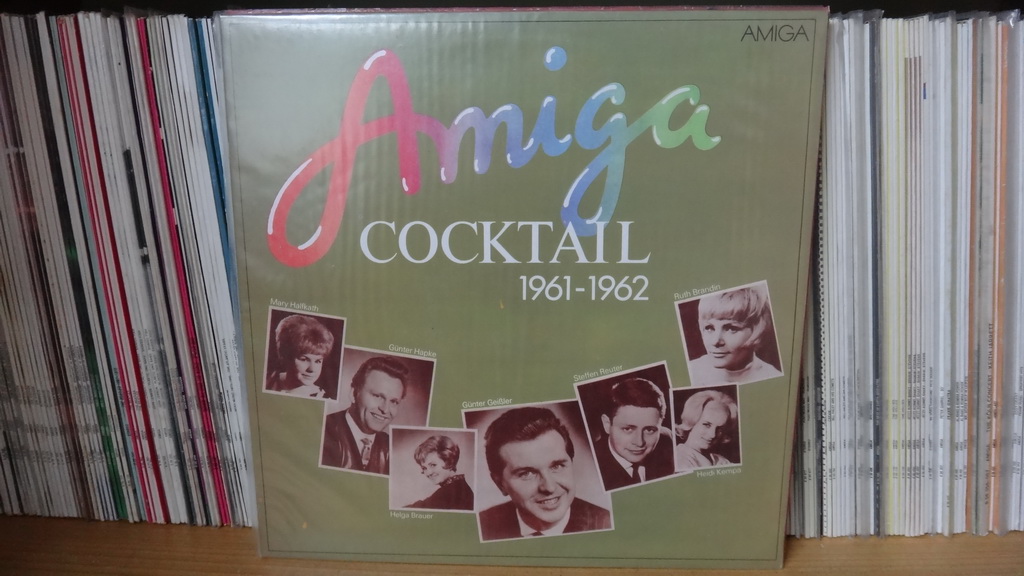 AMIGA
Amiga
COCKTAIL
1961-1962
Mary Halfkath
Günter Hapke
Helga Brauer
Günter Geißler
Steffen Reuter
Ruth Brandin
Heidi Kempa